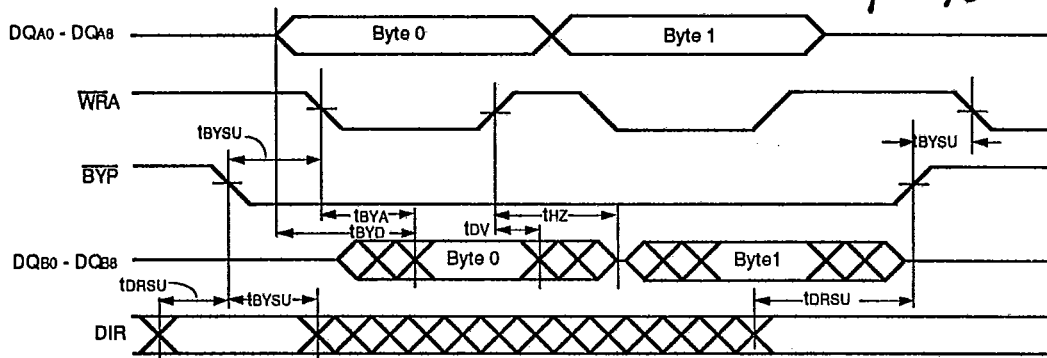 DQA0 - DQA8 Byte 0 Byte 1
WRA
tBYSU tBYSU
BYP
tBYA tHZ
tBYD tDV
DQB0 - DQB8 Byte 0 Byte1
tDRSU tBYSU tDRSU
DIR